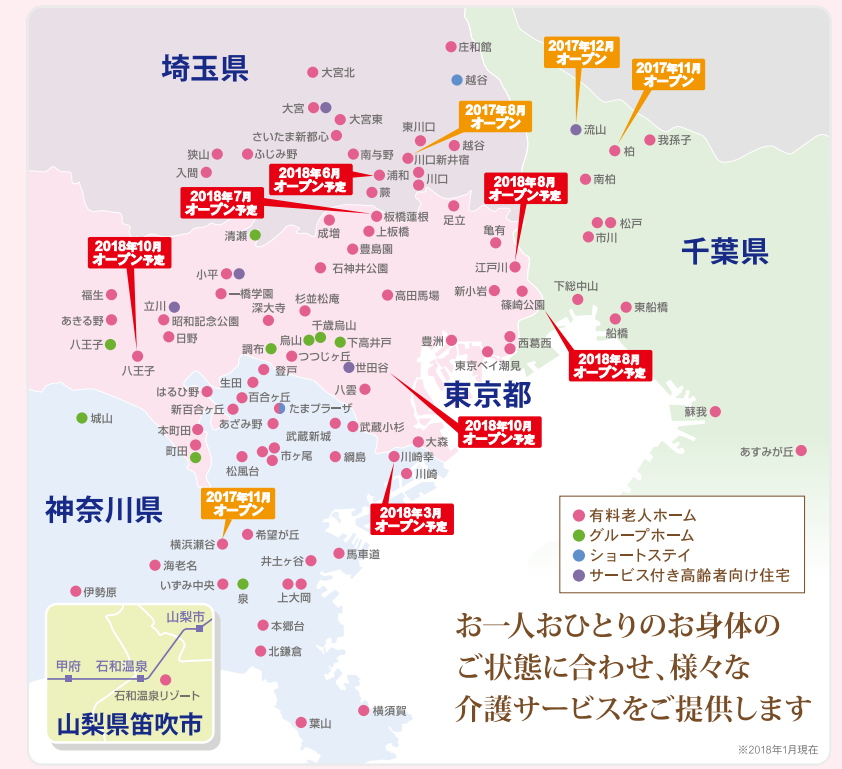 埼玉県
庄和館
大宮北
越谷
2017年12月
オープン
2017年11月
オープン
大宮
大宮東
2017年8月
オープン
さいたま新都心
東川口
流山
我孫子
狭山
ふじみ野
南与野
越谷
柏
川口新井宿
入間
2018年6月
オープン予定
浦和
川口
南柏
2018年8月
オープン予定
2018年7月
オープン予定
蕨
板橋蓮根
足立
成増
上板橋
亀有
松戸
清瀬
市川
2018年10月
オープン予定
豊島園
千葉県
石神井公園
江戸川
小平
福生
一橋学園
杉並松庵
高田馬場
新小岩
下総中山
立川
深大寺
篠崎公園
東船橋
あきる野
昭和記念公園
千歳烏山
船橋
八王子
日野
烏山
下高井戸
豊洲
西葛西
調布
つつじヶ丘
東京ベイ潮見
2018年8月
オープン予定
八王子
登戸
世田谷
生田
八雲
東京都
はるひ野
百合ヶ丘
新百合ヶ丘
たまプラーザ
蘇我
城山
あざみ野
武蔵小杉
2018年10月
オープン予定
本町田
武蔵新城
大森
町田
市ヶ尾
綱島
川崎幸
あすみが丘
松風台
川崎
神奈川県
2017年11月
オープン
2018年3月
オープン予定
希望が丘
横浜瀬谷
馬車道
海老名
井土ヶ谷
伊勢原
いずみ中央
泉
上大岡
本郷台
北鎌倉
横須賀
葉山
山梨市
甲府
石和温泉
石和温泉リゾート
山梨県笛吹市
有料老人ホーム
グループホーム
ショートステイ
サービス付き高齢者向け住宅
お一人おひとりのお身体の
ご状態に合わせ、様々な
介護サービスをご提供します
※2018年1月現在